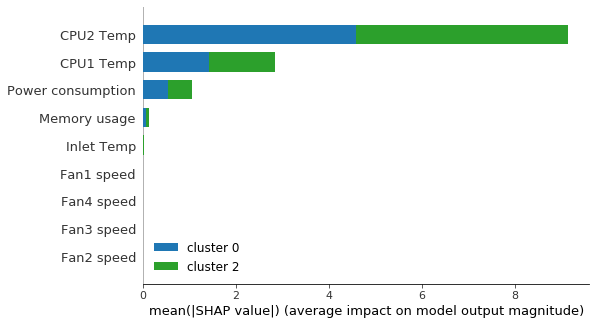 CPU2 Temp
CPU1 Temp
Power consumption
Memory usage
Inlet Temp
Fan1 speed
Fan4 speed
Fan3 speed
Fan2 speed
cluster 0
cluster 2
0 2 4 6 8
mean(|SHAP value|) (average impact on model output magnitude)